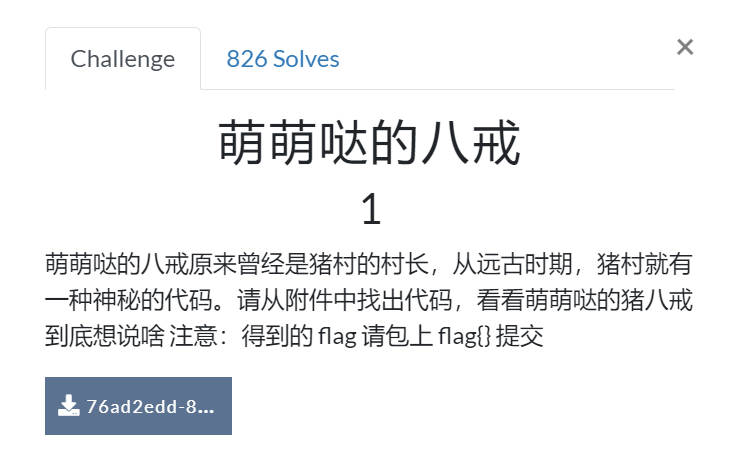 Challenge
826 Solves
×
萌萌哒的八戒
1
萌萌哒的八戒原来曾经是猪村的村长，从远古时期，猪村就有
一种神秘的代码。请从附件中找出代码，看看萌萌哒的猪八戒
到底想说啥 注意：得到的 flag 请包上 flag{} 提交
76ad2edd-8...